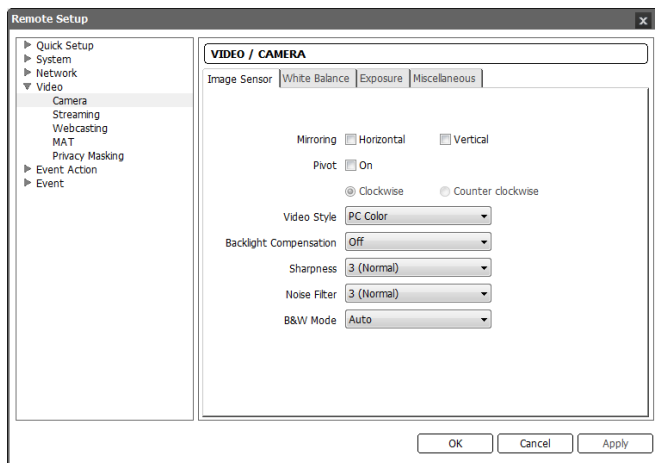 Remote Setup
x
Quick Setup
System
Network
Video
Camera
Streaming
Webcasting
MAT
Privacy Masking
Event Action
Event
VIDEO / CAMERA
Image Sensor White Balance Exposure Miscellaneous
Mirroring Horizontal Vertical
Pivot On
Clockwise Counter clockwise
Video Style PC Color
Backlight Compensation Off
Sharpness 3 (Normal)
Noise Filter 3 (Normal)
B&W Mode Auto
OK Cancel Apply